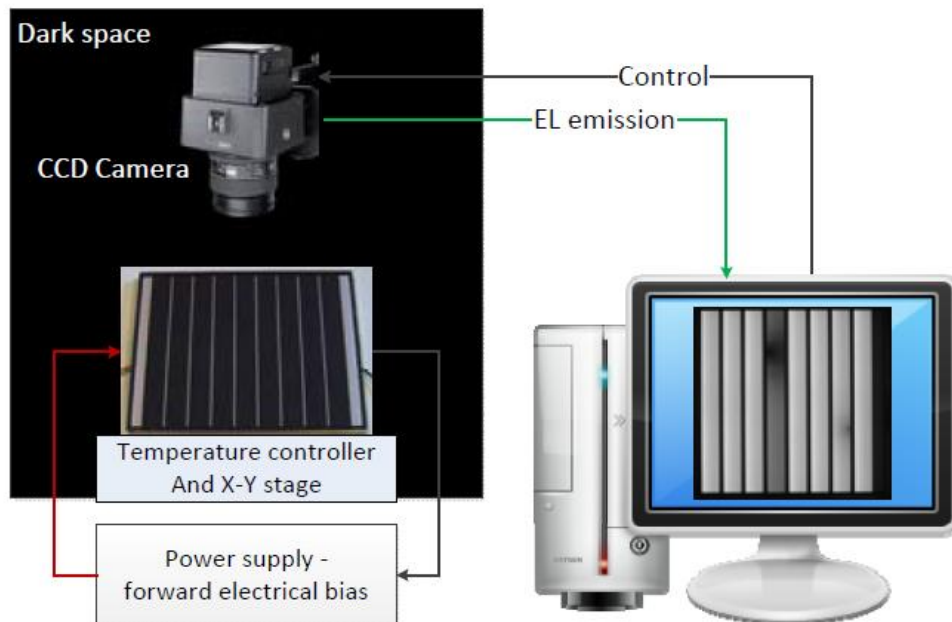 Dark space
Control
EL emission
CCD Camera
Temperature controller
And X-Y stage
Power supply -
forward electrical bias